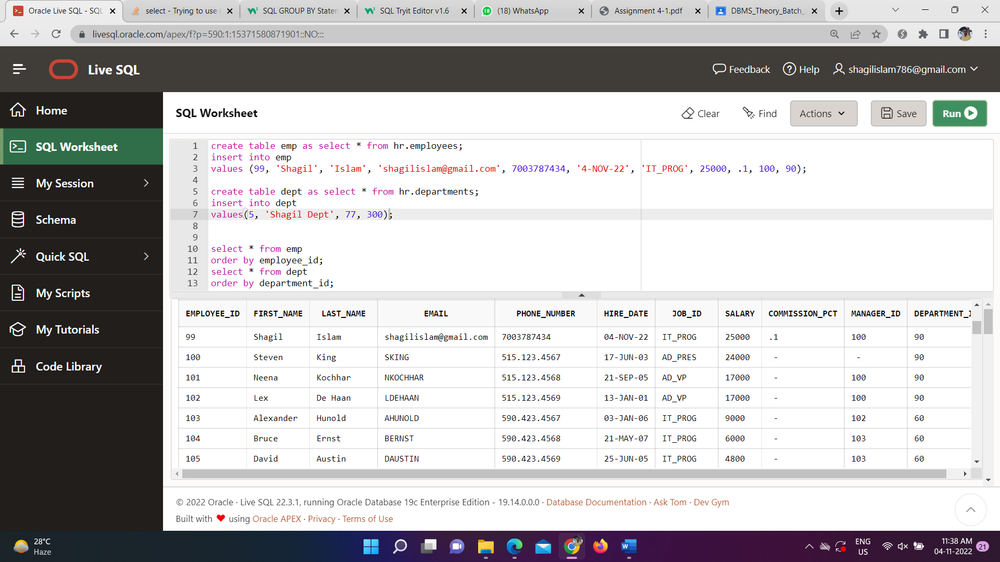 Oracle Live SQL - SQL
select - Trying to use
SQL GROUP BY Statem
SQL Tryit Editor v1.6
18
(18) WhatsApp
Assignment 4-1.pdf
DBMS_Theory_Batch_
livesql.oracle.com/apex/f?p=590:1:15371580871901::NO:::
Live SQL
Feedback
Help
shagilislam786@gmail.com
Home
SQL Worksheet
My Session
Schema
Quick SQL
My Scripts
My Tutorials
Code Library
SQL Worksheet
Clear
Find
Actions
Save
Run
1 create table emp as select * from hr.employees;
2 insert into emp
3 values (99, 'Shagil', 'Islam', 'shagilislam@gmail.com', 7003787434, '4-NOV-22', 'IT_PROG', 25000, .1, 100, 90);
4
5 create table dept as select * from hr.departments;
6 insert into dept
7 values(5, 'Shagil Dept', 77, 300);
8
9
10 select * from emp
11 order by employee_id;
12 select * from dept
13 order by department_id;
EMPLOYEE_ID FIRST_NAME LAST_NAME EMAIL PHONE_NUMBER HIRE_DATE JOB_ID SALARY COMMISSION_PCT MANAGER_ID DEPARTMENT_I
99 Shagil Islam shagilislam@gmail.com 7003787434 04-NOV-22 IT_PROG 25000 .1 100 90
100 Steven King SKING 515.123.4567 17-JUN-03 AD_PRES 24000 - - 90
101 Neena Kochhar NKOCHHAR 515.123.4568 21-SEP-05 AD_VP 17000 - 100 90
102 Lex De Haan LDEHAAN 515.123.4569 13-JAN-01 AD_VP 17000 - 100 90
103 Alexander Hunold AHUNOLD 590.423.4567 03-JAN-06 IT_PROG 9000 - 102 60
104 Bruce Ernst BERNST 590.423.4568 21-MAY-07 IT_PROG 6000 - 103 60
105 David Austin DAUSTIN 590.423.4569 25-JUN-05 IT_PROG 4800 - 103 60
© 2022 Oracle · Live SQL 22.3.1, running Oracle Database 19c Enterprise Edition - 19.14.0.0.0 · Database Documentation · Ask Tom · Dev Gym
Built with ❤ using Oracle APEX · Privacy · Terms of Use
28°C
Haze
ENG
US
11:38 AM
04-11-2022
21